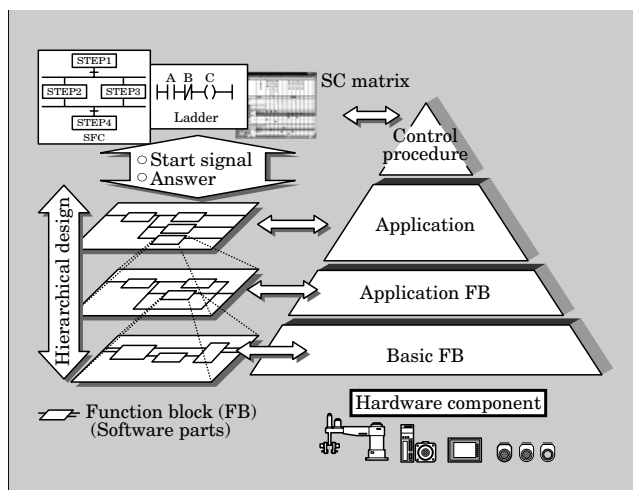 STEP1
STEP2
STEP3
STEP4
SFC
A B C
Ladder
SC matrix
Control
procedure
○ Start signal
○ Answer
Hierarchical design
Application
Application FB
Basic FB
Function block (FB)
(Software parts)
Hardware component